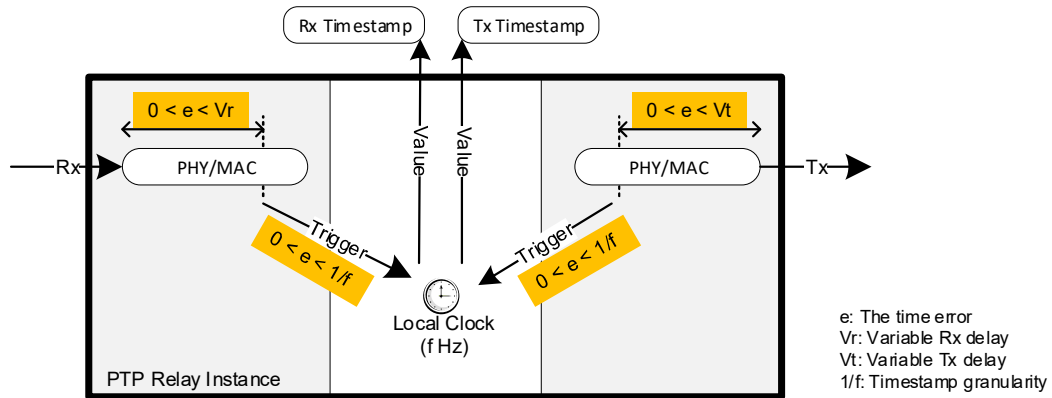 Rx Timestamp
Tx Timestamp
0 < e < Vr
0 < e < Vt
Value
Value
Rx
PHY/MAC
PHY/MAC
Tx
Trigger
0 < e < 1/f
Trigger
0 < e < 1/f
Local Clock
(f Hz)
PTP Relay Instance
e: The time error
Vr: Variable Rx delay
Vt: Variable Tx delay
1/f: Timestamp granularity